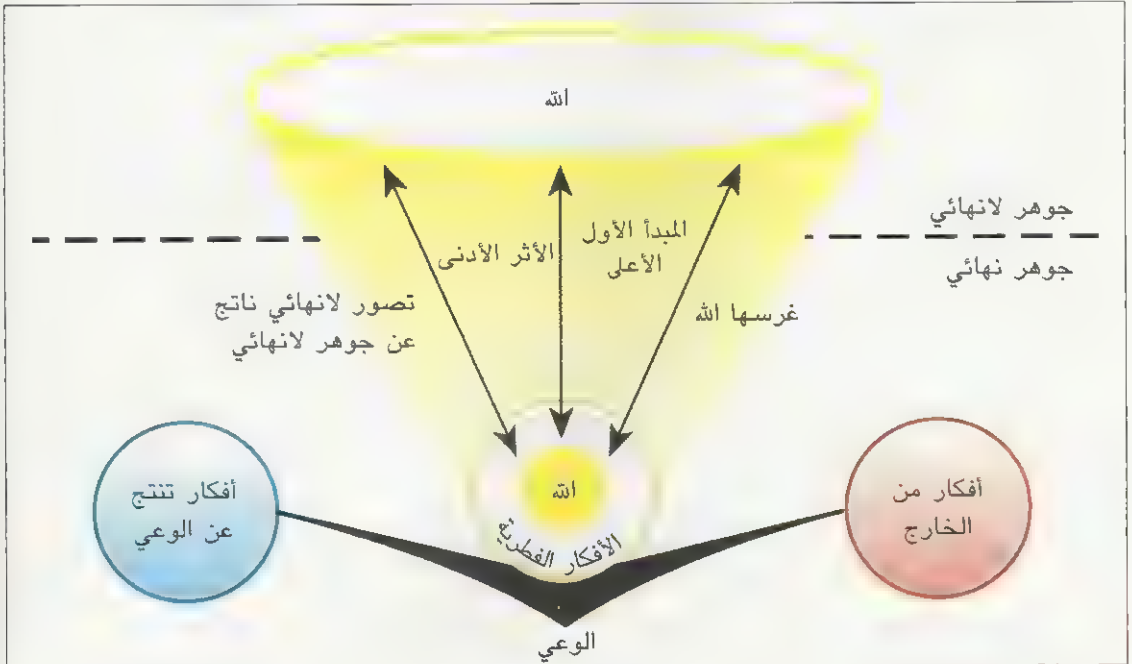 الله
جوهر لانهائي
جوهر نهائي
المبدأ الأول
الأعلى
الأثر الأدنى
غرسها الله
تصور لانهائي ناتج
عن جوهر لانهائي
أفكار من
الخارج
الله
الأفكار الفطرية
أفكار تنتج
عن الوعي
الوعي